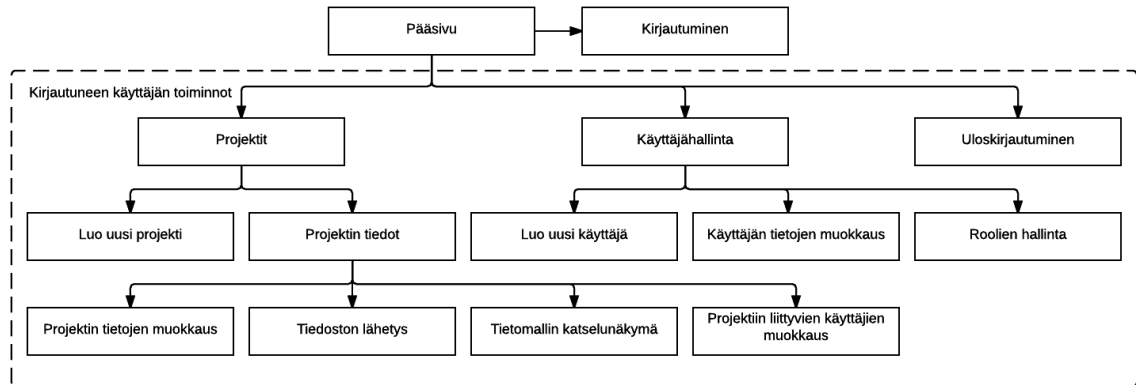 Pääsivu
Kirjautuminen
Kirjautuneen käyttäjän toiminnot
Projektit
Käyttäjähallinta
Uloskirjautuminen
Luo uusi projekti
Projektin tiedot
Luo uusi käyttäjä
Käyttäjän tietojen muokkaus
Roolien hallinta
Projektin tietojen muokkaus
Tiedoston lähetys
Tietomallin katselunäkymä
Projektiin liittyvien käyttäjien
muokkaus